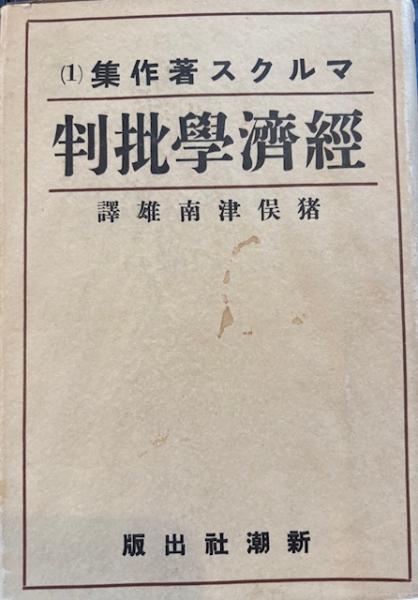 マルクス著作集(1)
經濟學批判
猪俣津南雄譯
新潮社出版